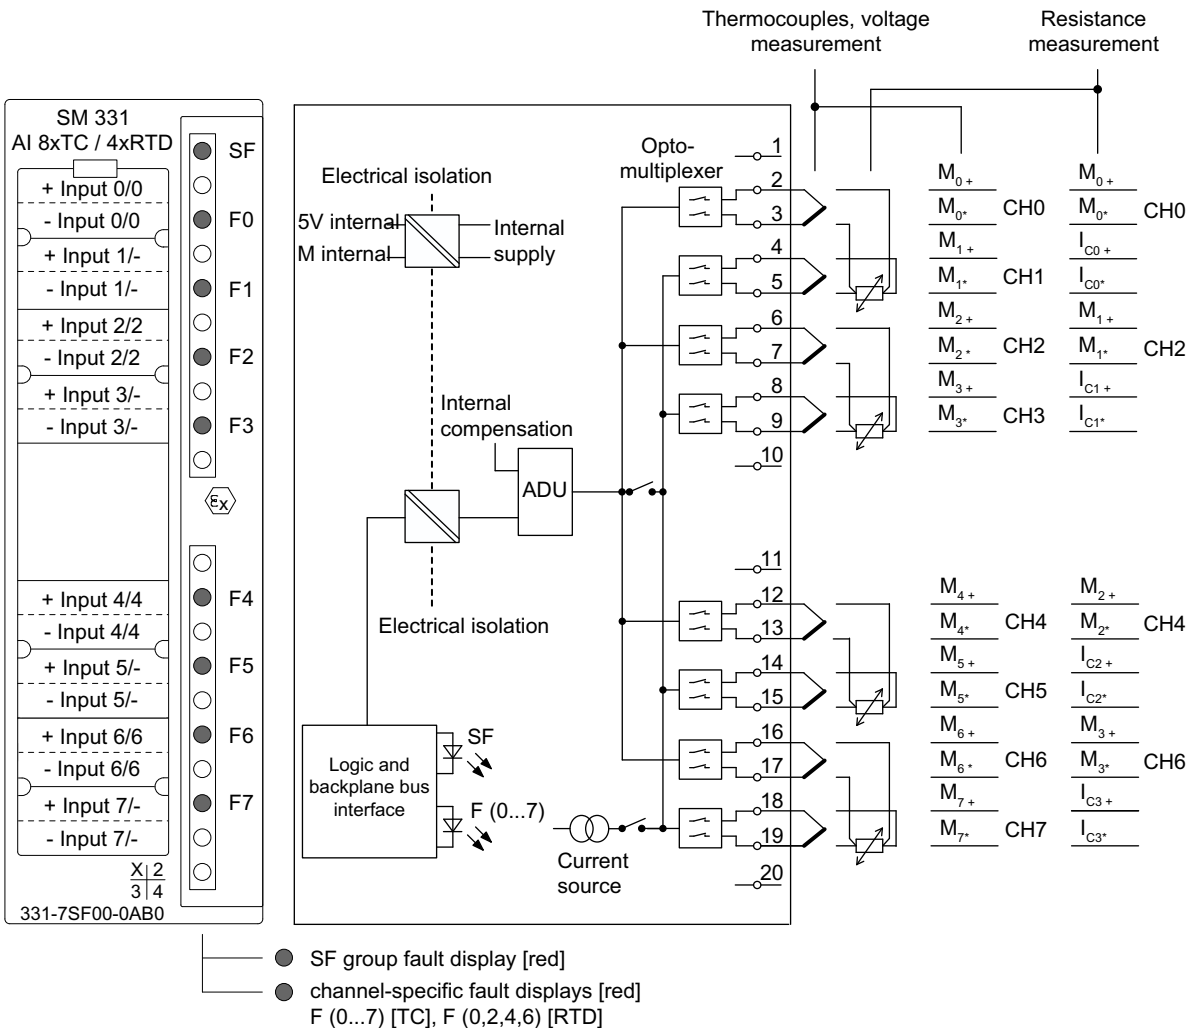 Thermocouples, voltage
measurement
Resistance
measurement
SM 331
AI 8xTC / 4xRTD
+ Input 0/0
- Input 0/0
+ Input 1/-
- Input 1/-
+ Input 2/2
- Input 2/2
+ Input 3/-
- Input 3/-
+ Input 4/4
- Input 4/4
+ Input 5/-
- Input 5/-
+ Input 6/6
- Input 6/6
+ Input 7/-
- Input 7/-
X 2
3 4
331-7SF00-0AB0
SF
F0
F1
F2
F3
εx
F4
F5
F6
F7
Electrical isolation
5V internal
M internal
Internal
supply
Internal
compensation
ADU
Electrical isolation
Logic and
backplane bus
interface
SF
F (0...7)
Current
source
Opto-
multiplexer
1
2
3
4
5
6
7
8
9
10
11
12
13
14
15
16
17
18
19
20
M0 +
M0*
CH0
M1 +
M1*
CH1
M2 +
M2 *
CH2
M3 +
M3*
CH3
M4 +
M4*
CH4
M5 +
M5*
CH5
M6 +
M6 *
CH6
M7 +
M7*
CH7
M0 +
M0*
CH0
IC0 +
IC0*
M1 +
M1*
CH2
IC1 +
IC1*
M2 +
M2*
CH4
IC2 +
IC2*
M3 +
M3*
CH6
IC3 +
IC3*
SF group fault display [red]
channel-specific fault displays [red]
F (0...7) [TC], F (0,2,4,6) [RTD]